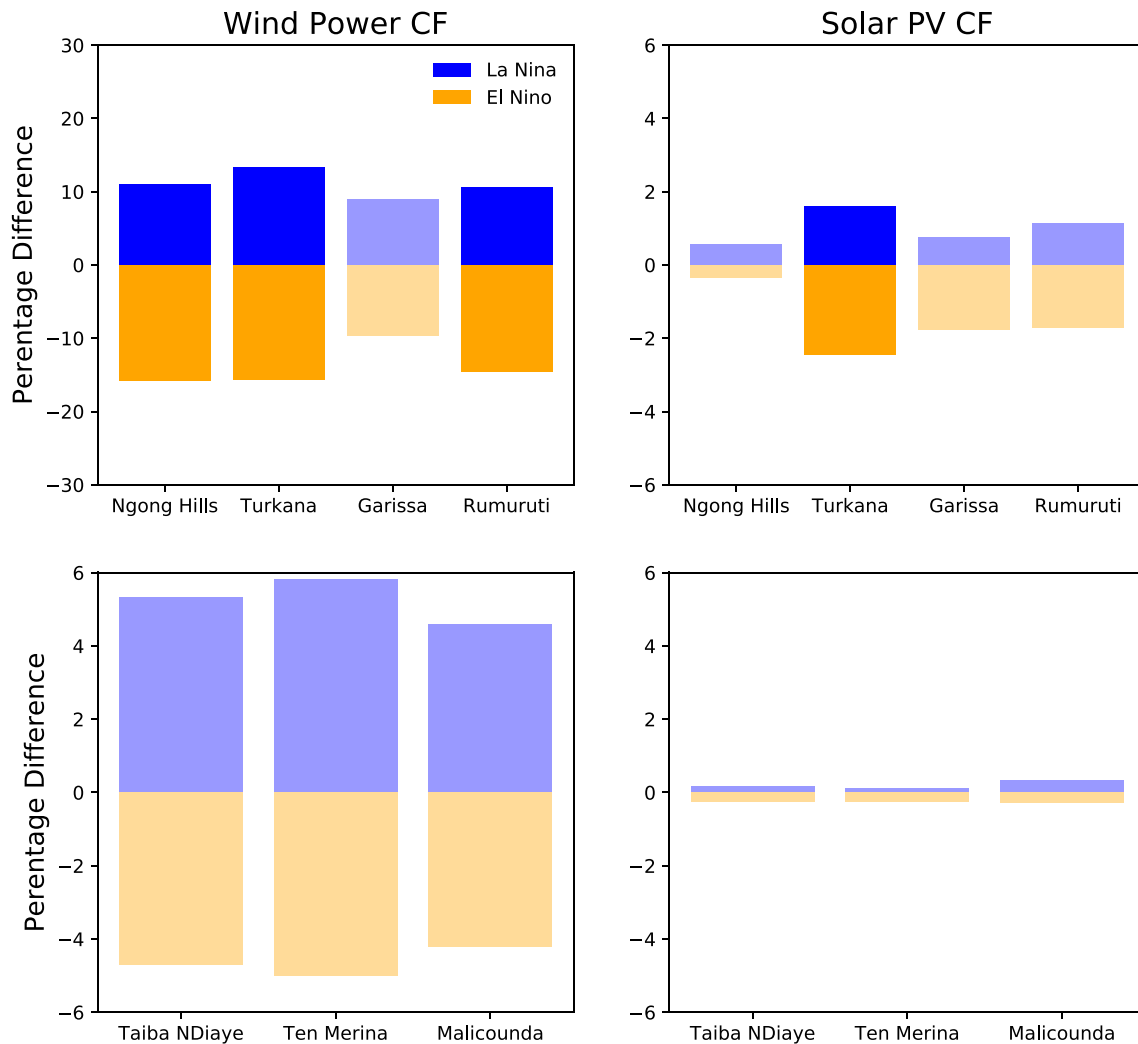 Wind Power CF
Solar PV CF
La Nina
El Nino
Perentage Difference
30
20
10
0
−10
−20
−30
Ngong Hills Turkana Garissa Rumuruti
6
4
2
0
−2
−4
−6
Ngong Hills Turkana Garissa Rumuruti
Perentage Difference
6
4
2
0
−2
−4
−6
Taiba NDiaye Ten Merina Malicounda
6
4
2
0
−2
−4
−6
Taiba NDiaye Ten Merina Malicounda